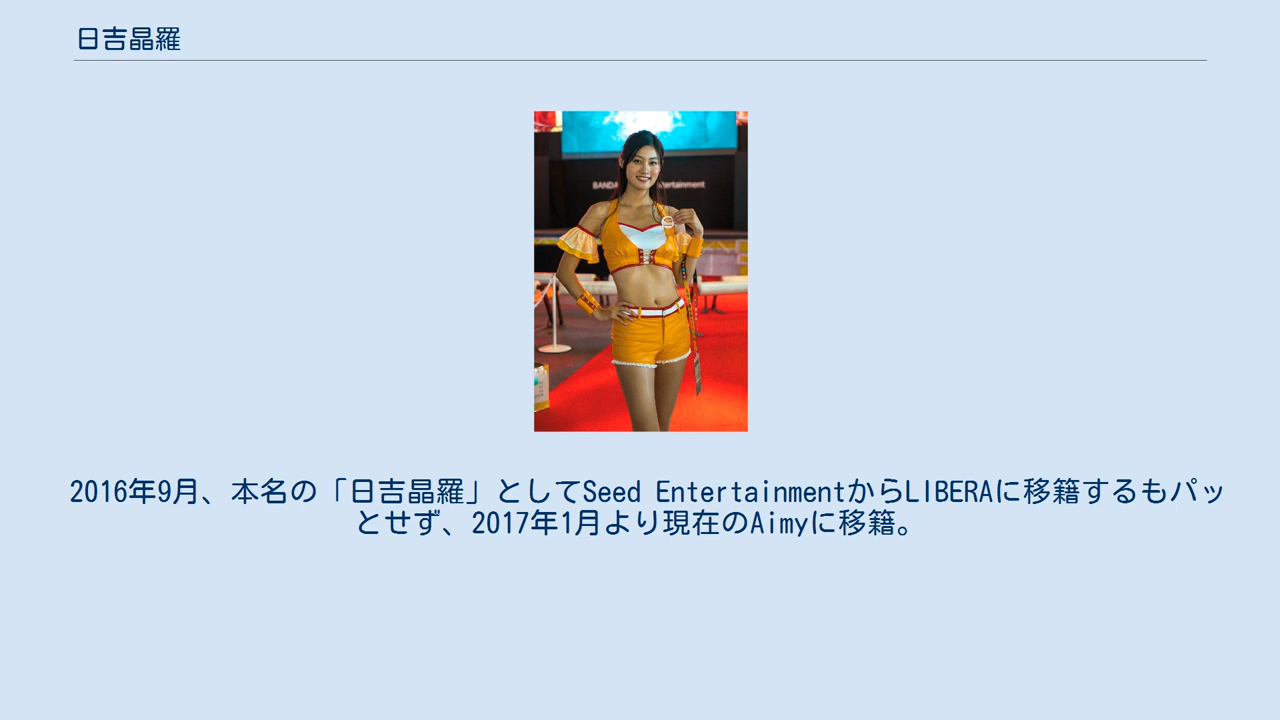 日吉晶羅
BANDA
ertainment
2016年9月、本名の「日吉晶羅」としてSeed EntertainmentからLIBERAに移籍するもパッ
とせず、2017年1月より現在のAimyに移籍。